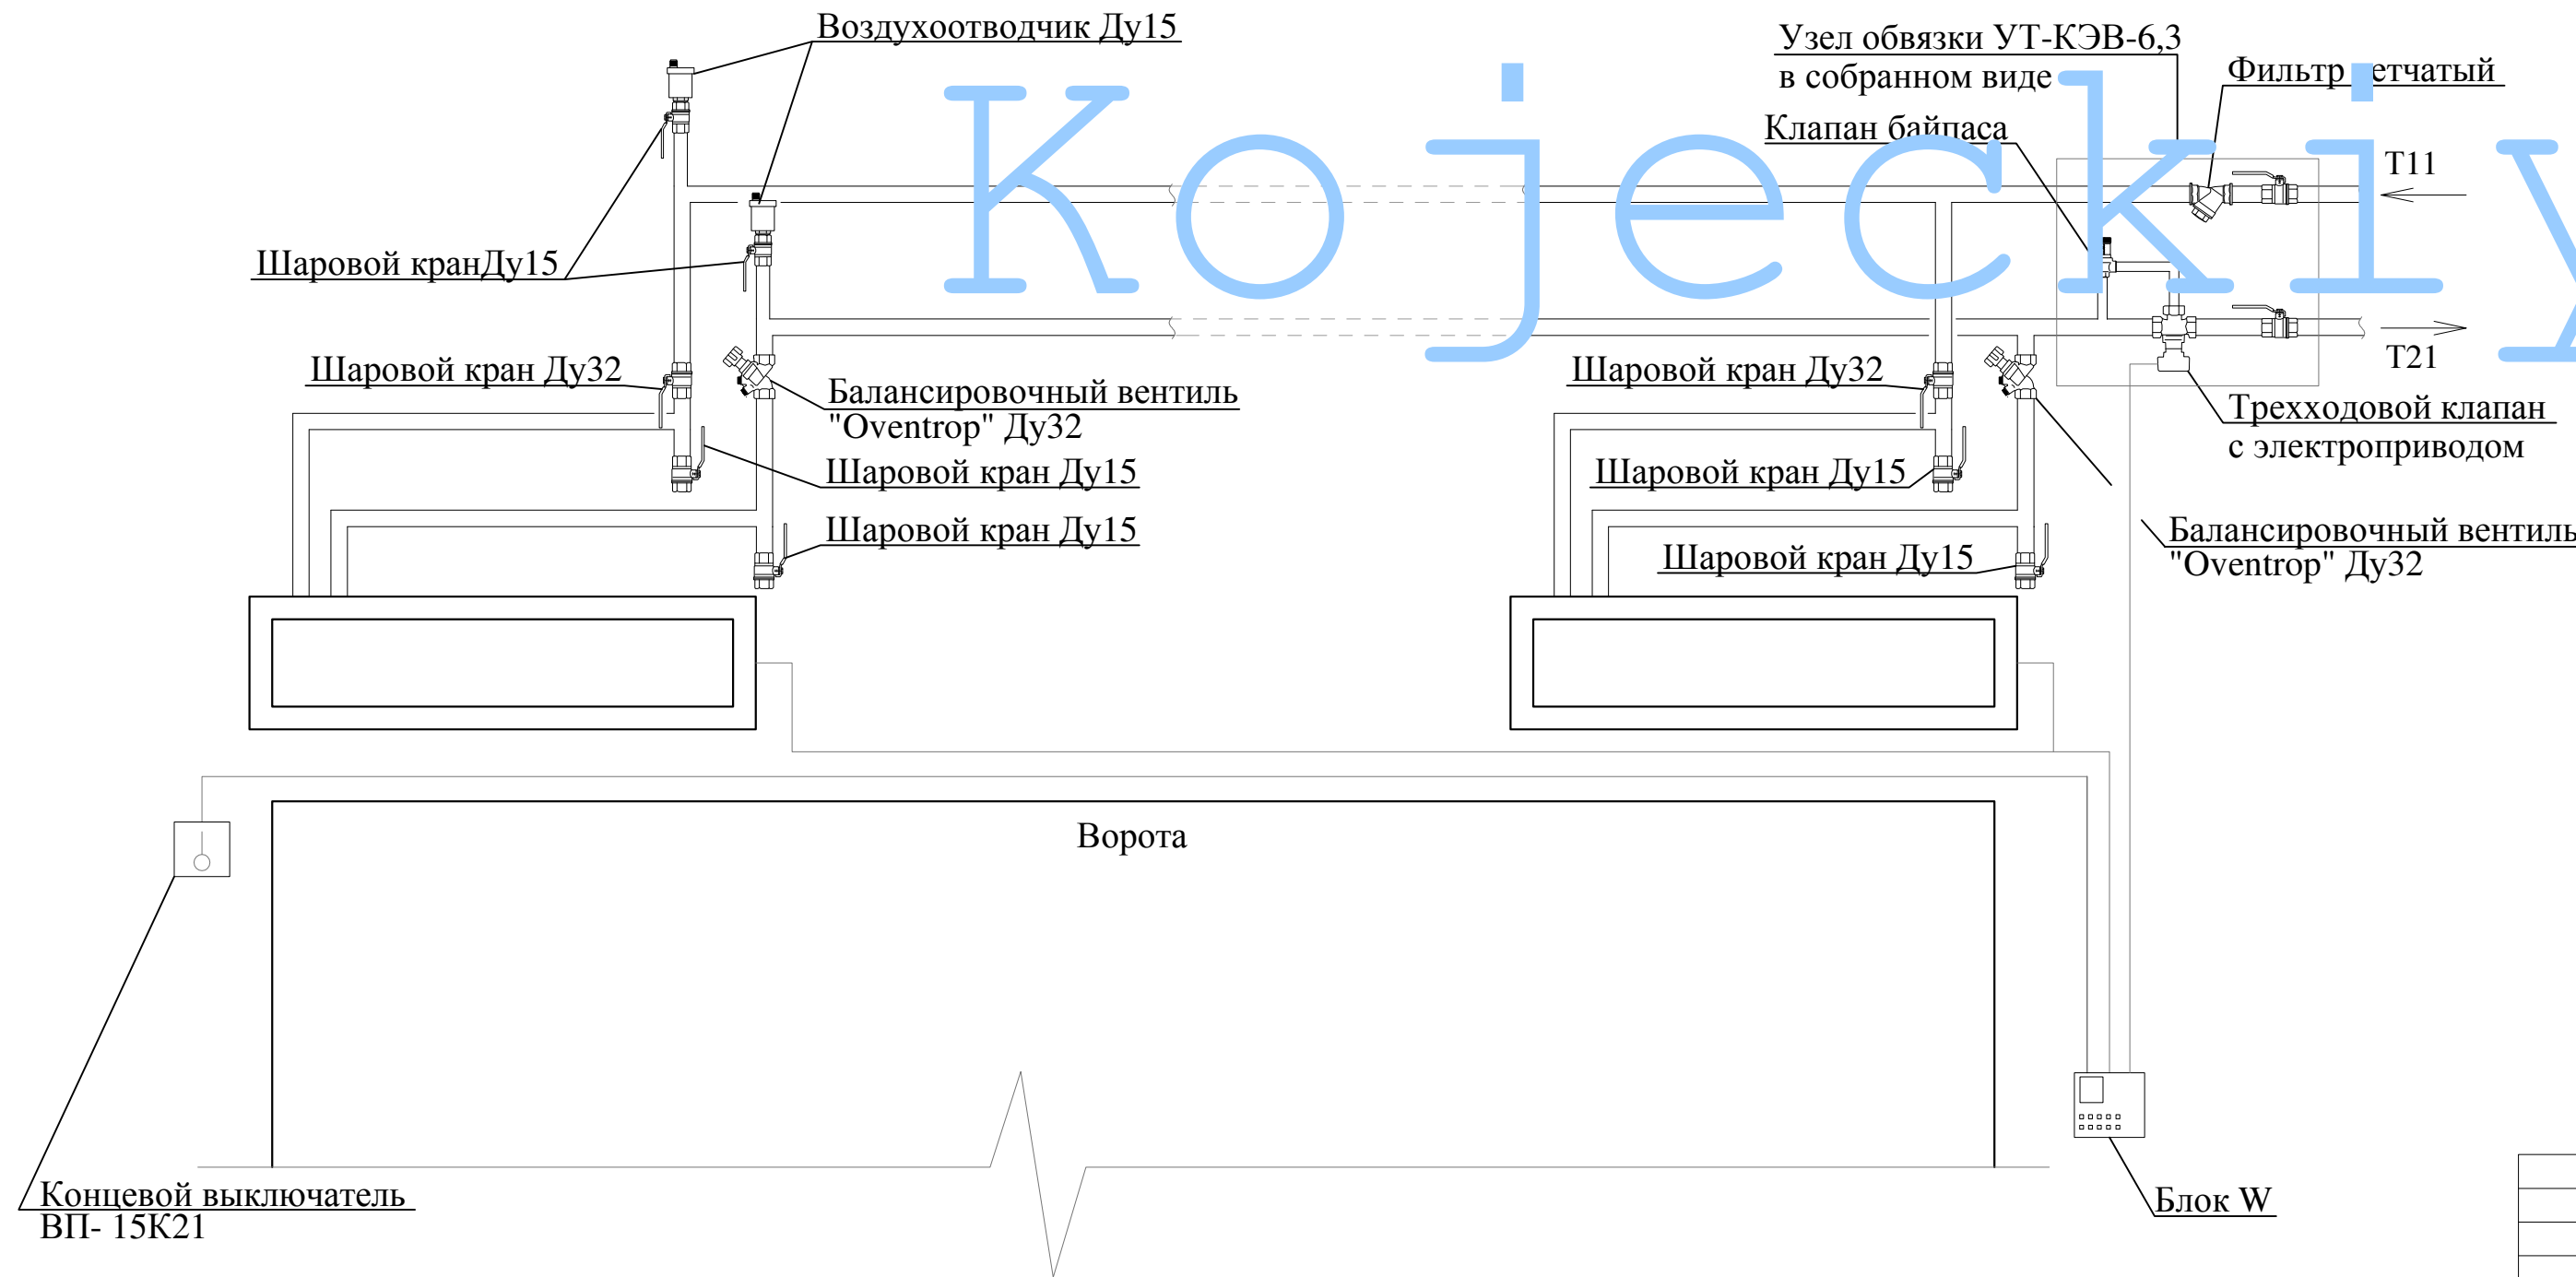 Воздухоотводчик Ду15
Узел обвязки УТ-КЭВ-6,3
в собранном виде
Фильтр етчатый
Клапан байпаса
Kojeckiy
Т11
Шаровой кранДу15
Т21
Шаровой кран Ду32
Балансировочный вентиль
"Oventrop" Ду32
Шаровой кран Ду32
Трехходовой клапан
с электроприводом
Шаровой кран Ду15
Шаровой кран Ду15
Шаровой кран Ду15
Шаровой кран Ду15
Балансировочный вентиль
"Oventrop" Ду32
Ворота
Концевой выключатель
ВП- 15К21
Блок W